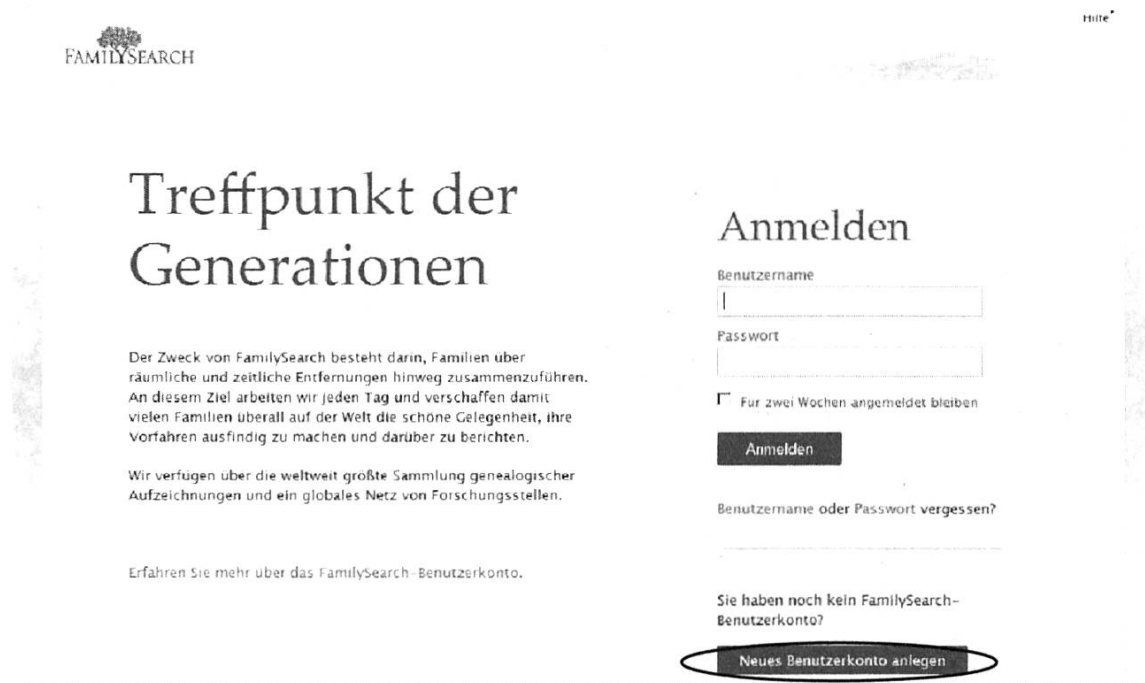 Hilfe
FAMILYSEARCH
Treffpunkt der
Generationen
Der Zweck von FamilySearch besteht darin, Familien über
räumliche und zeitliche Entfernungen hinweg zusammenzuführen.
An diesem Ziel arbeiten wir jeden Tag und verschaffen damit
vielen Familien überall auf der Welt die schöne Gelegenheit, ihre
Vorfahren ausfindig zu machen und darüber zu berichten.
Wir verfügen über die weltweit größte Sammlung genealogischer
Aufzeichnungen und ein globales Netz von Forschungsstellen.
Erfahren Sie mehr über das FamilySearch-Benutzerkonto.
Anmelden
Benutzername
Passwort
Für zwei Wochen angemeldet bleiben
Anmelden
Benutzername oder Passwort vergessen?
Sie haben noch kein FamilySearch-
Benutzerkonto?
Neues Benutzerkonto anlegen